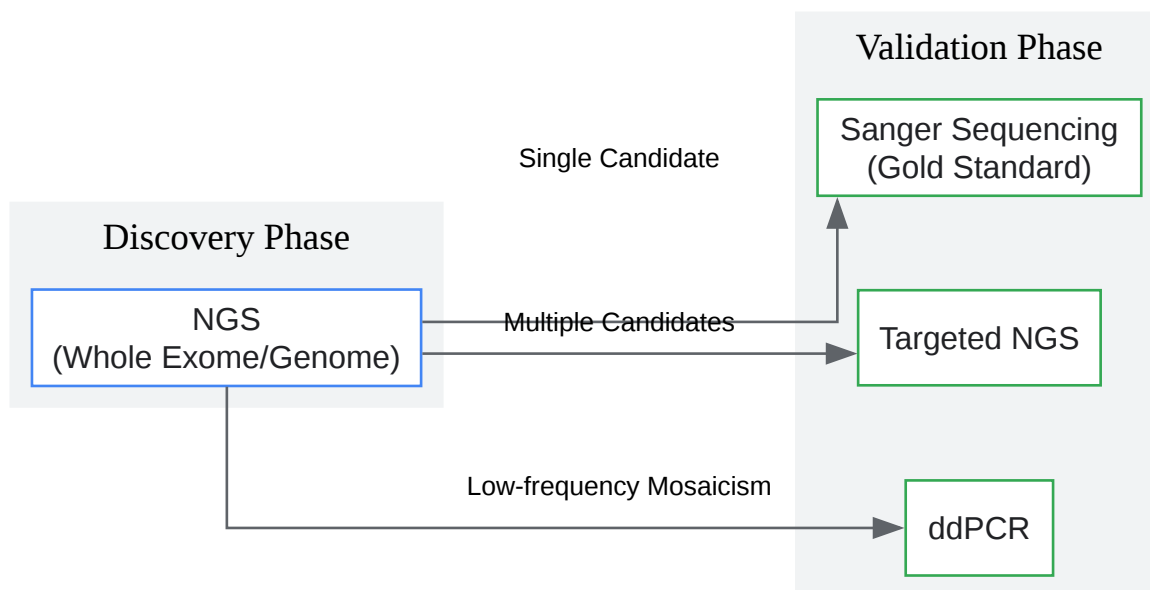 Validation Phase
Sanger Sequencing
(Gold Standard)
Single Candidate
Discovery Phase
NGS
(Whole Exome/Genome)
Multiple Candidates
Targeted NGS
Low-frequency Mosaicism
ddPCR